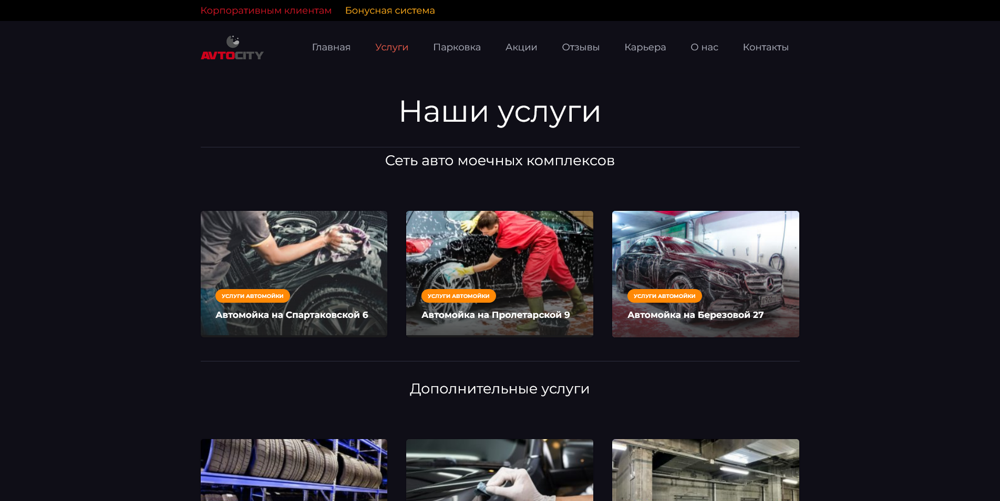 Корпоративным клиентам Бонусная система
AVTOCITY
Главная Услуги Парковка Акции Отзывы Карьера О нас Контакты
Наши услуги
Сеть авто моечных комплексов
УСЛУГИ АВТОМОЙКИ
Автомойка на Спартаковской 6
УСЛУГИ АВТОМОЙКИ
Автомойка на Пролетарской 9
УСЛУГИ АВТОМОЙКИ
Автомойка на Березовой 27
Дополнительные услуги